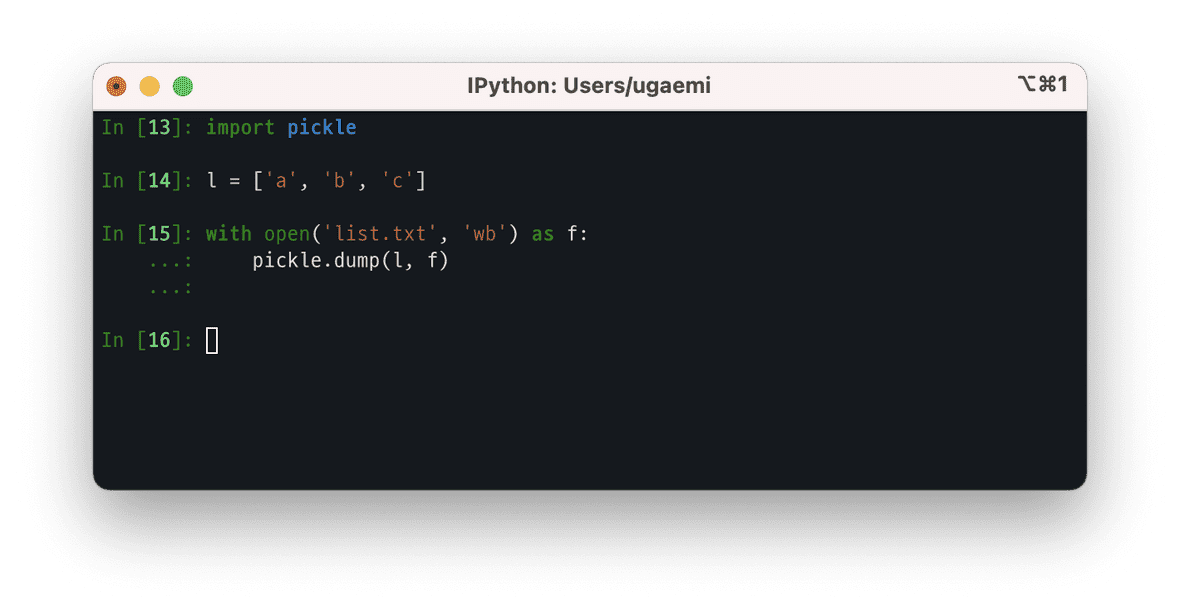 IPython: Users/ugaemi
⌥⌘1
In [13]: import pickle
In [14]: l = ['a', 'b', 'c']
In [15]: with open('list.txt', 'wb') as f:
    ...:     pickle.dump(l, f)
    ...:
In [16]: